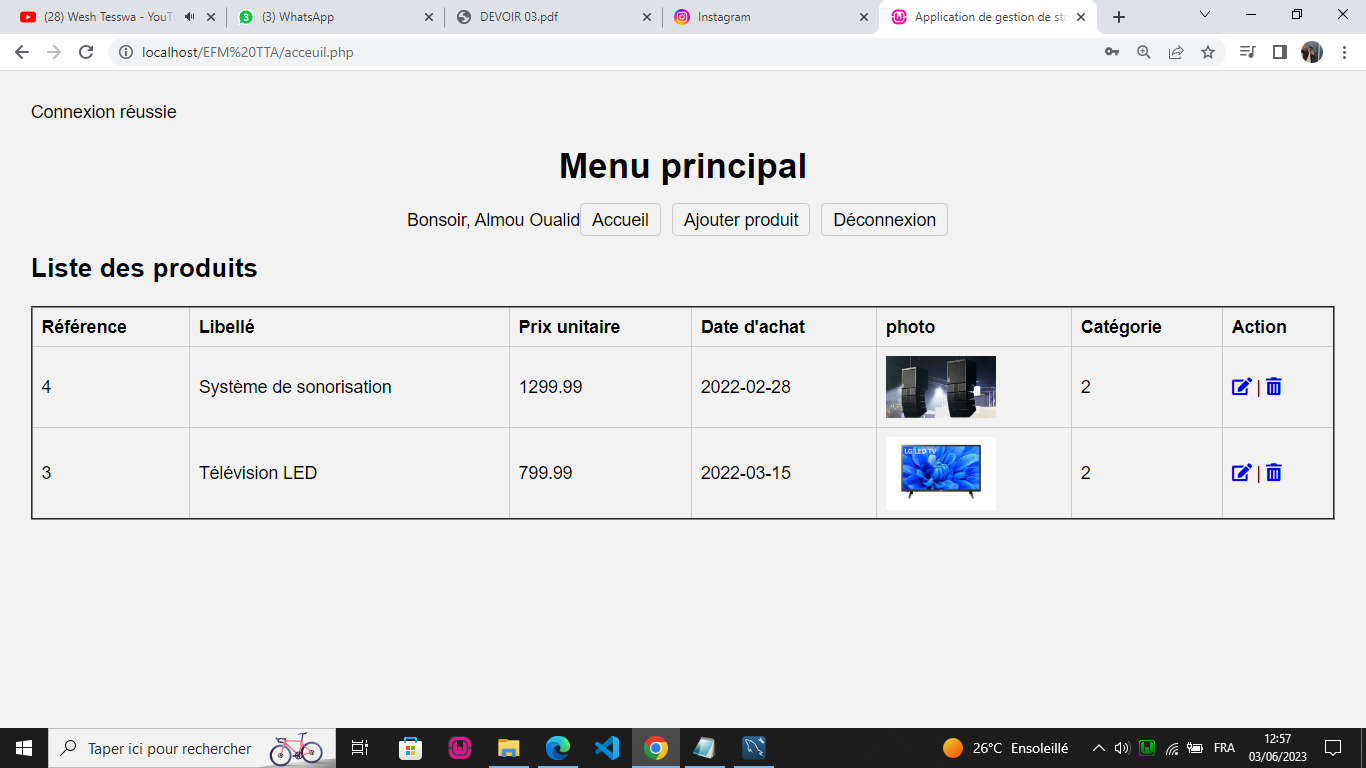 (28) Wesh Tesswa - YouTu
(3) WhatsApp
DEVOIR 03.pdf
Instagram
Application de gestion de sto
localhost/EFM%20TTA/acceuil.php
Connexion réussie
Menu principal
Bonsoir, Almou Oualid Accueil Ajouter produit Déconnexion
Liste des produits
Référence Libellé Prix unitaire Date d'achat photo Catégorie Action
4 Système de sonorisation 1299.99 2022-02-28 2 |
LG LED TV
3 Télévision LED 799.99 2022-03-15 2 |
Taper ici pour rechercher
26°C Ensoleillé
FRA
12:57
03/06/2023